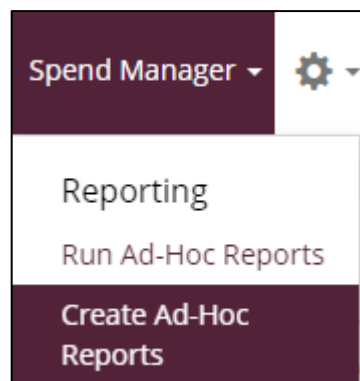 Spend Manager
Reporting
Run Ad-Hoc Reports
Create Ad-Hoc
Reports